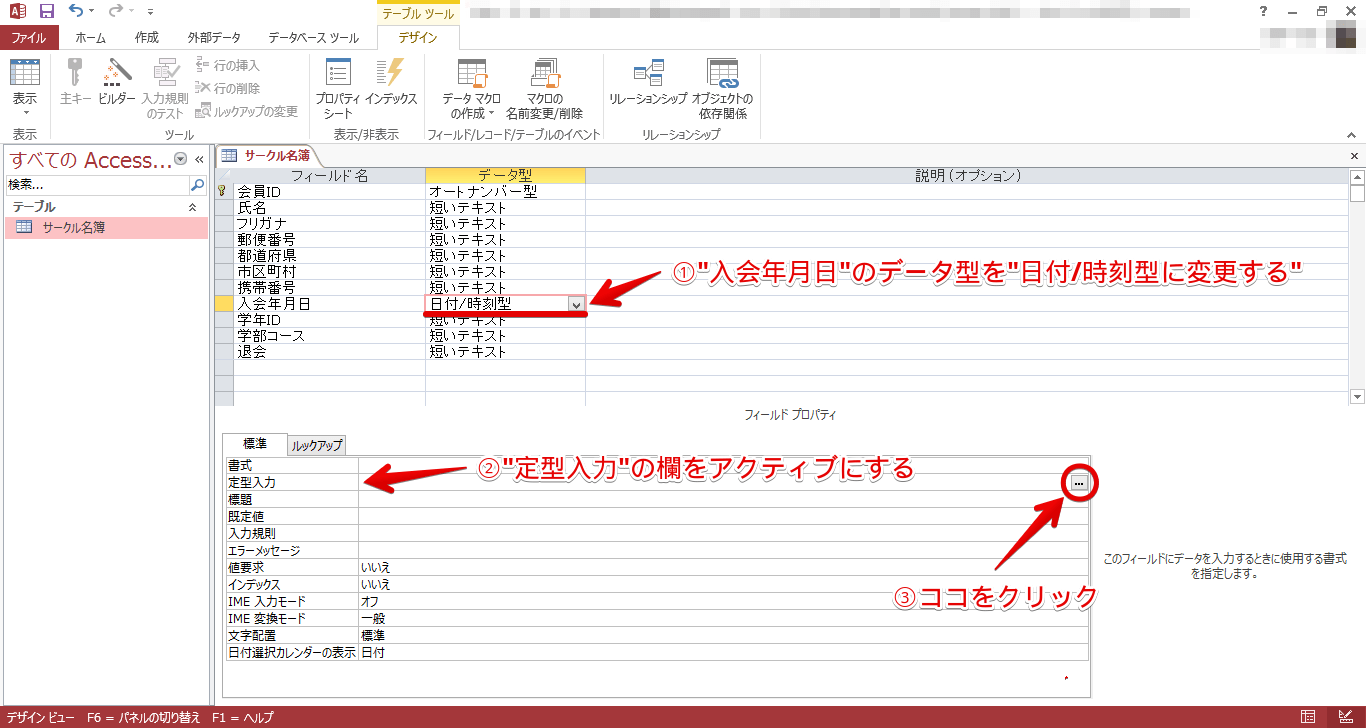 テーブル ツール
?
ファイル ホーム 作成 外部データ データベース ツール デザイン
表示 主キー ビルダー 入力規則のテスト
行の挿入
行の削除
ルックアップの変更
プロパティ シート インデックス
データ マクロの作成 マクロの名前変更/削除
リレーションシップ オブジェクトの依存関係
表示 ツール 表示/非表示 フィールド/レコード/テーブルのイベント リレーションシップ
すべての Access... «
検索...
テーブル
サークル名簿
サークル名簿
フィールド名 データ型 説明(オプション)
会員ID オートナンバー型
氏名 短いテキスト
フリガナ 短いテキスト
郵便番号 短いテキスト
都道府県 短いテキスト
市区町村 短いテキスト
携帯番号 短いテキスト
入会年月日 日付/時刻型
学年ID 短いテキスト
学部コース 短いテキスト
退会 短いテキスト
①"入会年月日"のデータ型を"日付/時刻型に変更する"
フィールド プロパティ
標準 ルックアップ
書式
定型入力
標題
既定値
入力規則
エラーメッセージ
値要求 いいえ
インデックス いいえ
IME 入力モード オフ
IME 変換モード 一般
文字配置 標準
日付選択カレンダーの表示 日付
②"定型入力"の欄をアクティブにする
...
③ココをクリック
このフィールドにデータを入力するときに使用する書式
を指定します。
デザイン ビュー F6 = パネルの切り替え F1 = ヘルプ